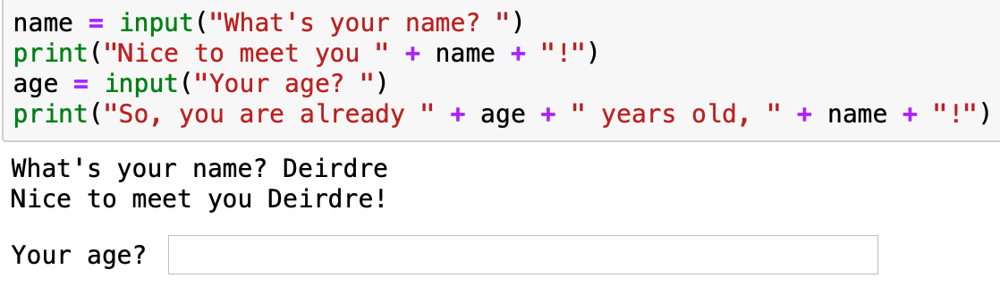 name = input("What's your name? ")
print("Nice to meet you " + name + "!")
age = input("Your age? ")
print("So, you are already " + age + " years old, " + name + "!")
What's your name? Deirdre
Nice to meet you Deirdre!
Your age?